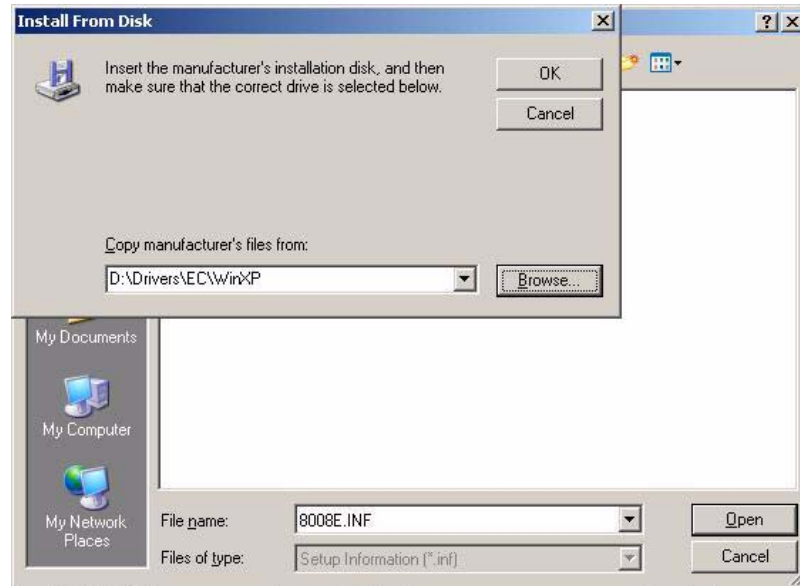 Install From Disk
Insert the manufacturer's installation disk, and then
make sure that the correct drive is selected below.
OK
Cancel
Copy manufacturer's files from:
D:\Drivers\EC\WinXP
Browse...
My Documents
My Computer
My Network
Places
File name:
8008E.INF
Open
Files of type:
Setup Information (*.inf)
Cancel